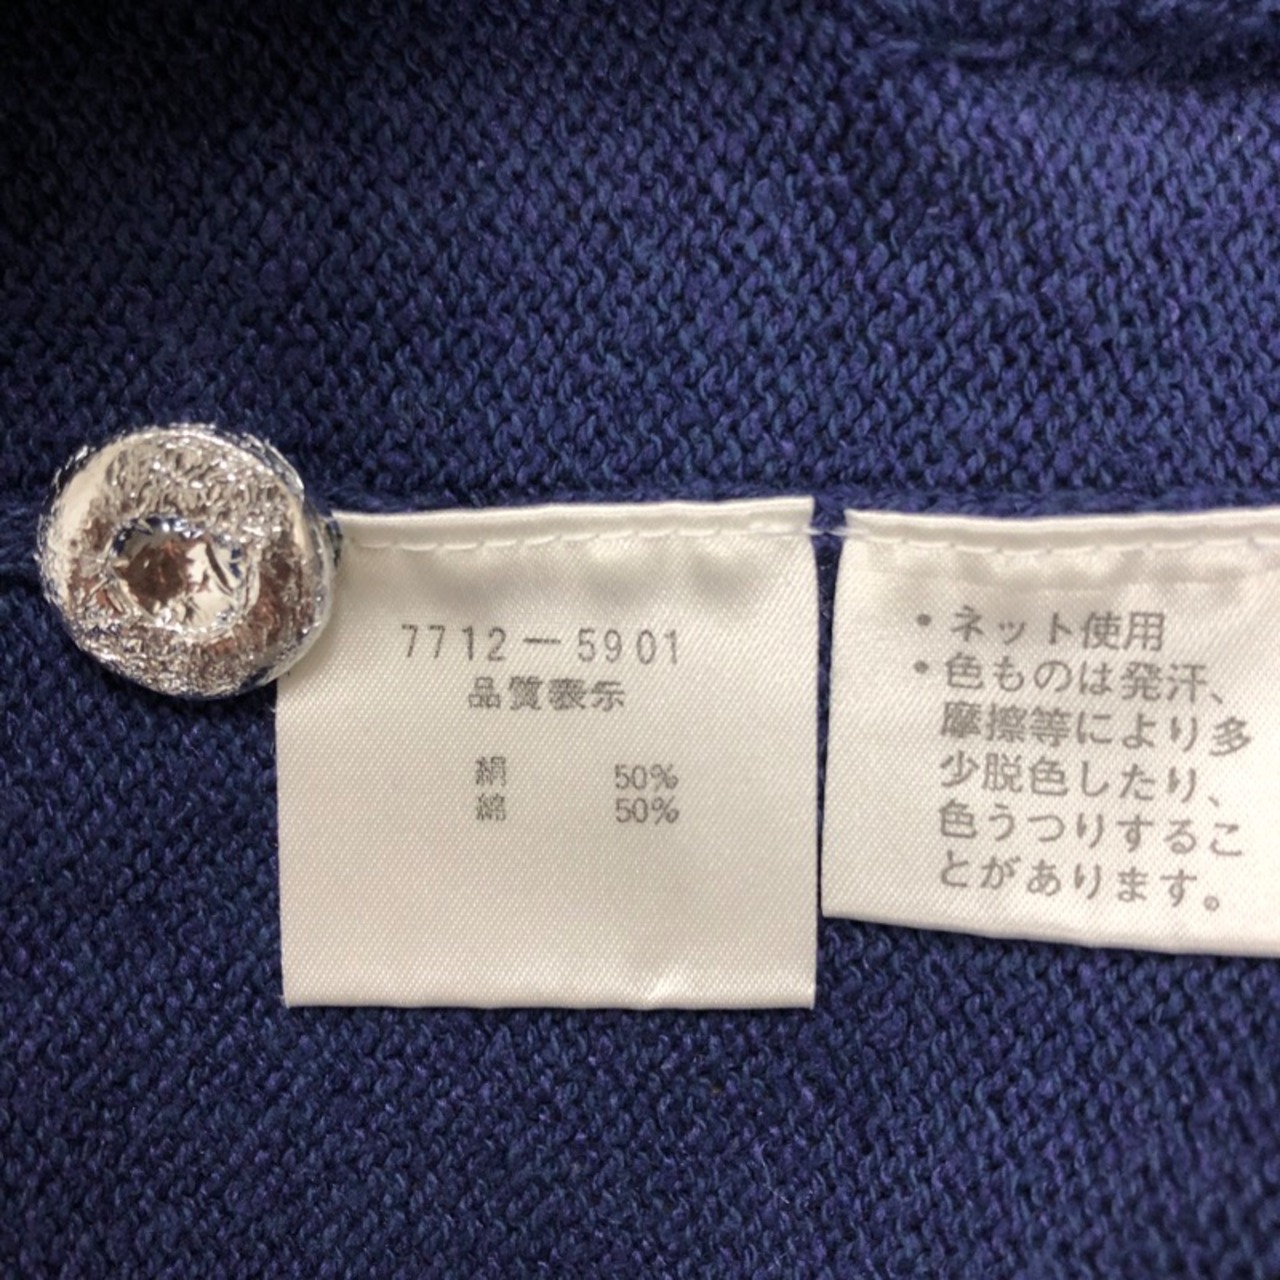 7712-5901
品質表示
絹 50%
綿 50%
・ネット使用
・色ものは発汗、
摩擦等により多
少脱色したり、
色うつりするこ
とがあります。